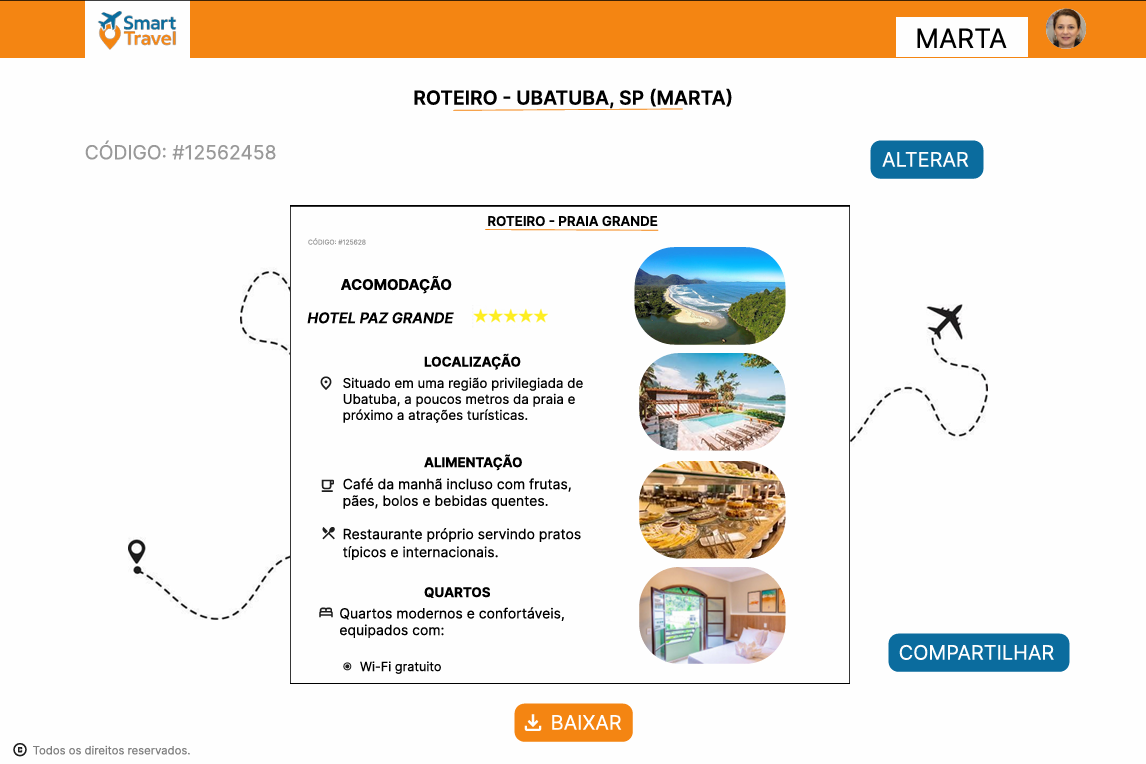 Smart
Travel
MARTA
ROTEIRO - UBATUBA, SP (MARTA)
CÓDIGO: #12562458
ALTERAR
ROTEIRO - PRAIA GRANDE
CÓDIGO: #125628
ACOMODAÇÃO
HOTEL PAZ GRANDE
LOCALIZAÇÃO
Situado em uma região privilegiada de
Ubatuba, a poucos metros da praia e
próximo a atrações turísticas.
ALIMENTAÇÃO
Café da manhã incluso com frutas,
pães, bolos e bebidas quentes.
Restaurante próprio servindo pratos
típicos e internacionais.
QUARTOS
Quartos modernos e confortáveis,
equipados com:
Wi-Fi gratuito
COMPARTILHAR
BAIXAR
© Todos os direitos reservados.